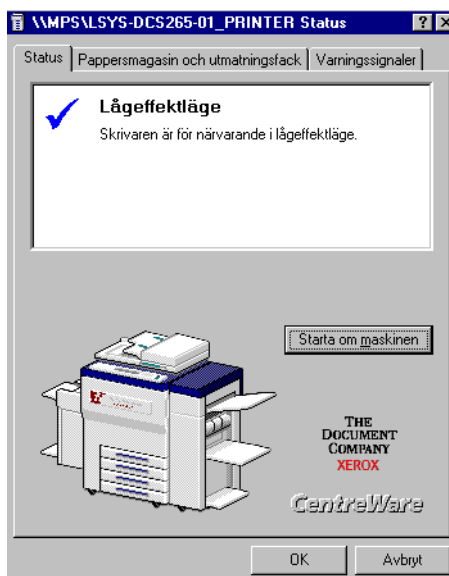 \\MPS\LSYS-DCS265-01_PRINTER Status
Status Pappersmagasin och utmatningsfack Varningssignaler
Lågeffektläge
Skrivaren är för närvarande i lågeffektläge.
Starta om maskinen
THE
DOCUMENT
COMPANY
XEROX
CentreWare
OK Avbryt